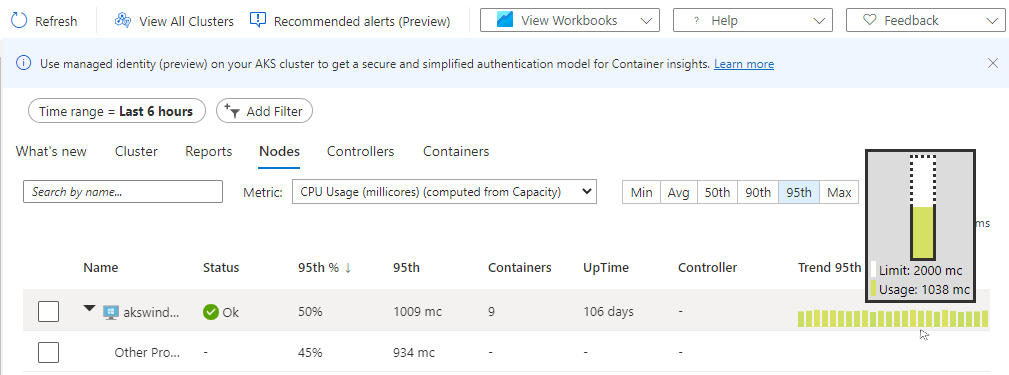 Refresh View All Clusters Recommended alerts (Preview) View Workbooks ? Help Feedback
Use managed identity (preview) on your AKS cluster to get a secure and simplified authentication model for Container insights. Learn more
Time range = Last 6 hours Add Filter
What's new Cluster Reports Nodes Controllers Containers
Search by name... Metric: CPU Usage (millicores) (computed from Capacity) Min Avg 50th 90th 95th Max
ms
Name Status 95th % ↓ 95th Containers UpTime Controller Trend 95th
Limit: 2000 mc
Usage: 1038 mc
akswind... Ok 50% 1009 mc 9 106 days -
Other Pro... - 45% 934 mc - - -